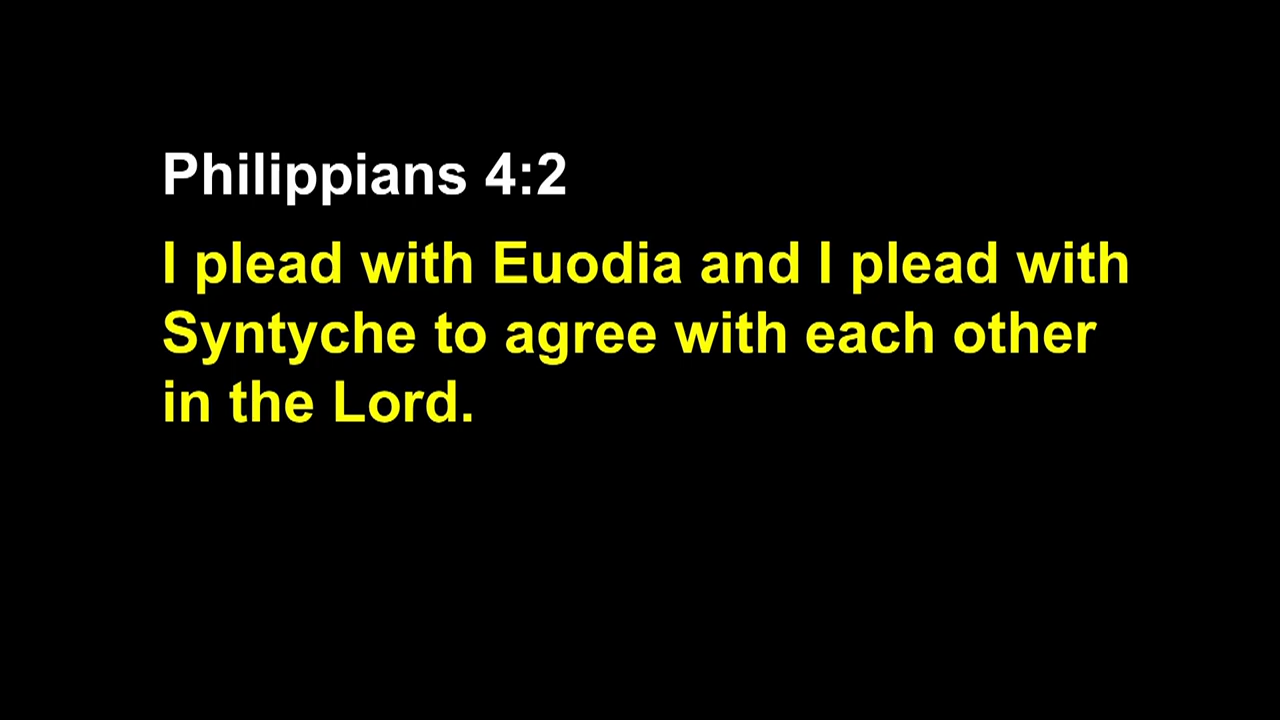 Philippians 4:2
I plead with Euodia and I plead with
Syntyche to agree with each other
in the Lord.